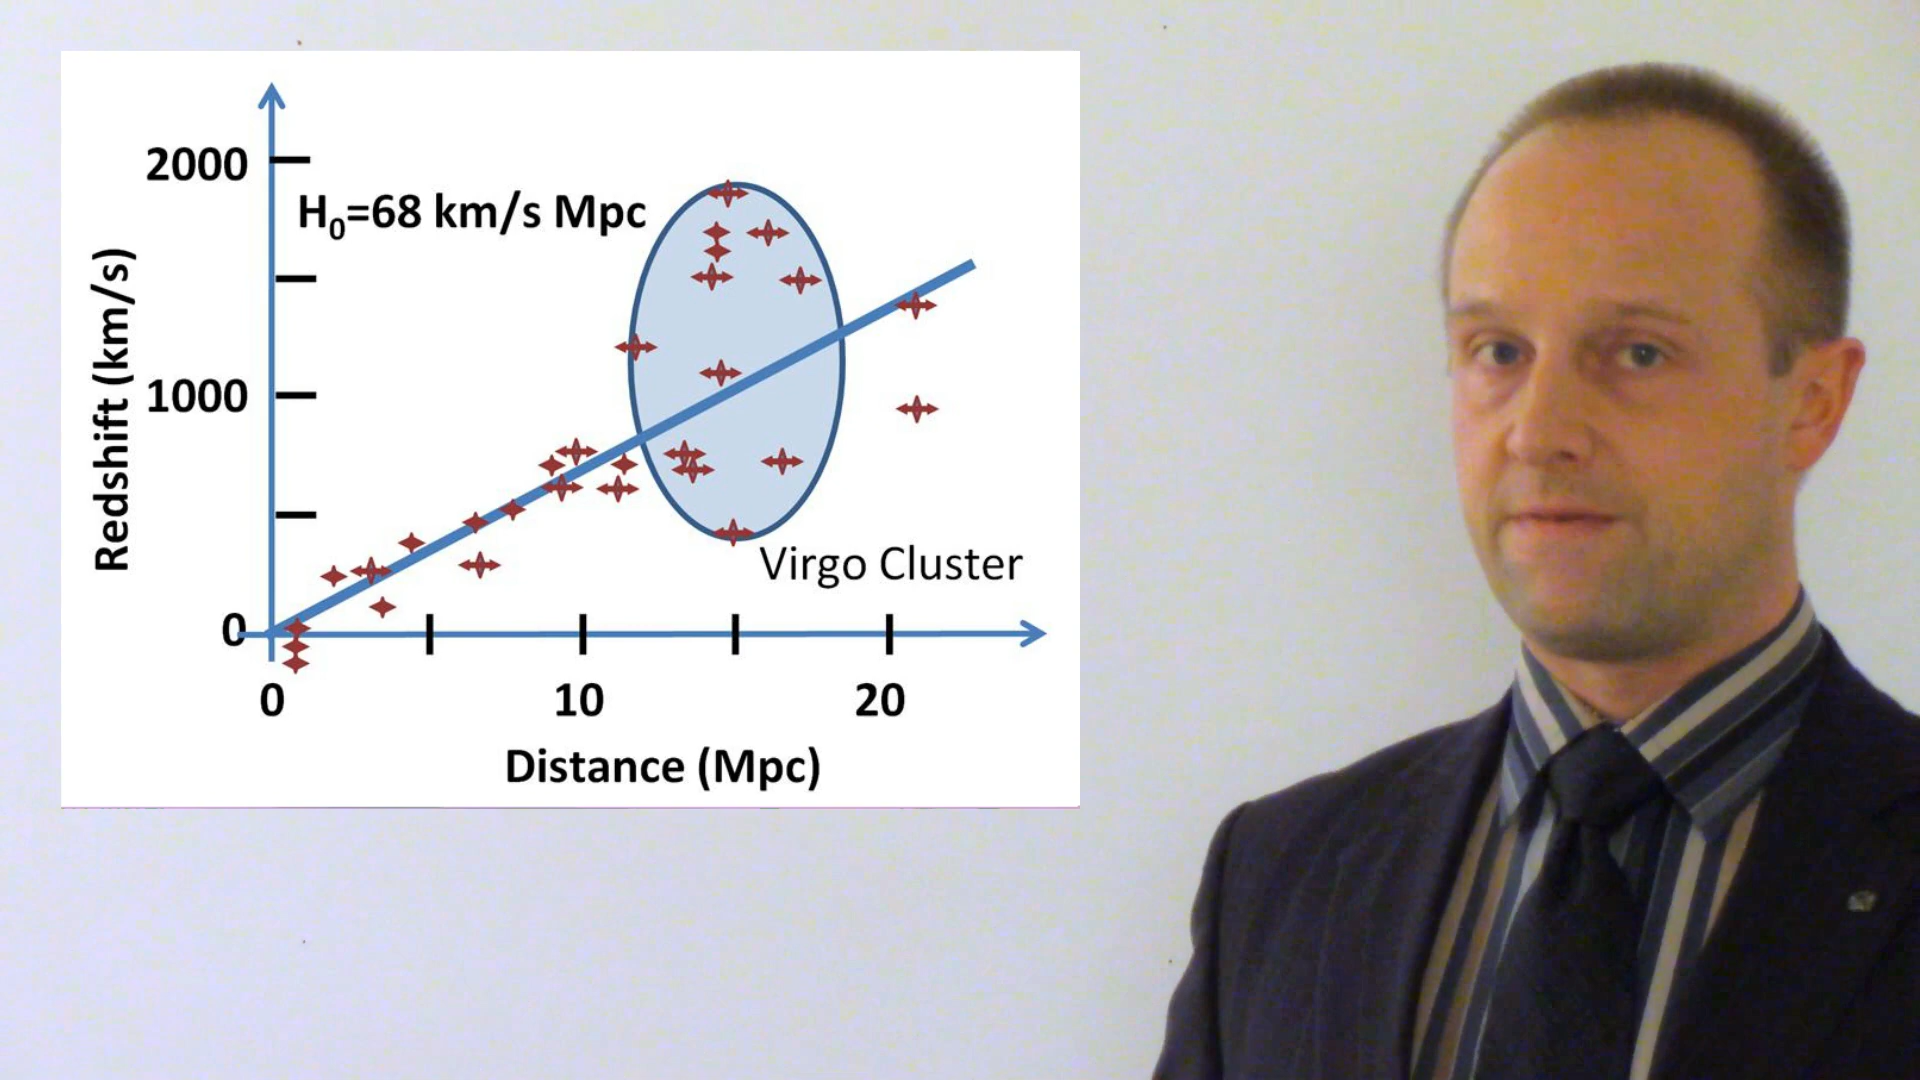 2000
H₀=68 km/s Mpc
Redshift (km/s)
1000
Virgo Cluster
0
0 10 20
Distance (Mpc)